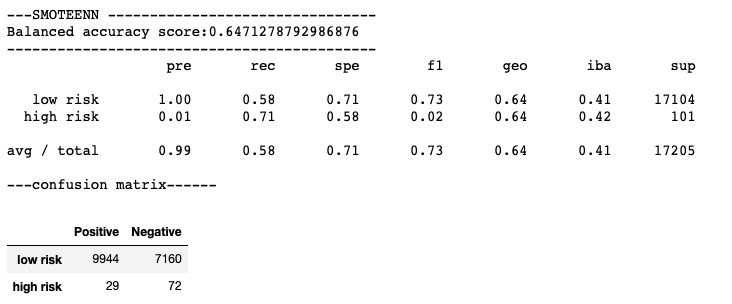 ---SMOTEENN -------------------------------
Balanced accuracy score:0.6471278792986876
-------------------------------------------
pre rec spe f1 geo iba sup
low risk 1.00 0.58 0.71 0.73 0.64 0.41 17104
high risk 0.01 0.71 0.58 0.02 0.64 0.42 101
avg / total 0.99 0.58 0.71 0.73 0.64 0.41 17205
---confusion matrix------
Positive Negative
low risk 9944 7160
high risk 29 72